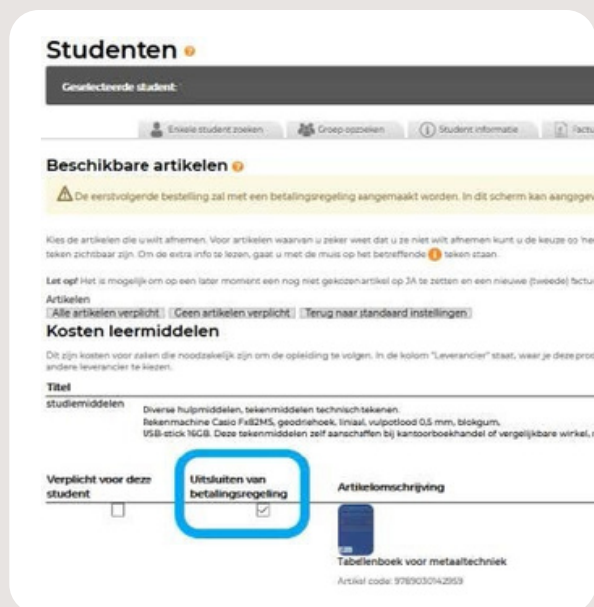 Studenten
Geselecteerde student:
Enkele student zoeken
Groep opzoeken
Student informatie
Factu
Beschikbare artikelen
De eerstvolgende bestelling zal met een betalingsregeling aangemaakt worden. In dit scherm kan aangegev
Kies de artikelen die u wilt afnemen. Voor artikelen waarvan u zeker weet dat u ze niet wilt afnemen kunt u de keuze op 'nee
teken zichtbaar zijn. Om de extra info te lezen, gaat u met de muis op het betreffende teken staan.
Let op! Het is mogelijk om op een later moment een nog niet gekozen artikel op JA te zetten en een nieuwe (tweede) factu
Artikelen
Alle artikelen verplicht Geen artikelen verplicht Terug naar standaard instellingen
Kosten leermiddelen
Dit zijn kosten voor zaken die noodzakelijk zijn om de opleiding te volgen. In de kolom "Leverancier" staat, waar je deze prod
andere leverancier te kiezen.
Titel
studiemiddelen
Diverse hulpmiddelen, tekenmiddelen technisch tekenen.
Rekenmachine Casio Fx82MS, geodriehoek, liniaal, vulpotlood 0,5 mm, blokgum,
USB-stick 16GB. Deze tekenmiddelen zelf aanschaffen bij kantoorboekhandel of vergelijkbare wirkel,
Verplicht voor deze student
Uitsluiten van betalingsregeling
Artikelomschrijving
Tabellenboek voor metaaltechniek
Artikel code: 9789030142959